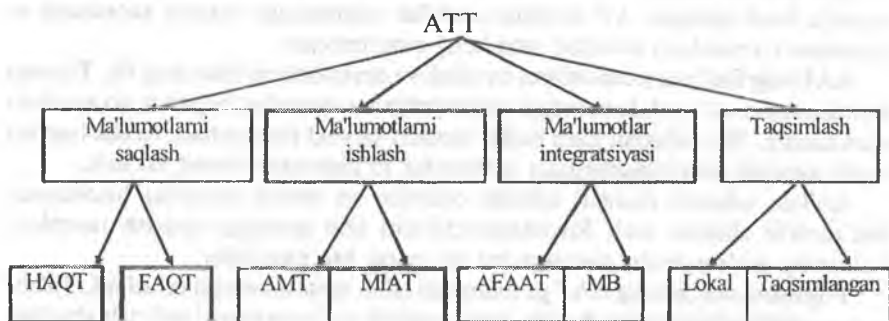 ATT
Ma'lumotlarni
saqlash
Ma'lumotlarni
ishlash
Ma'lumotlar
integratsiyasi
Taqsimlash
HAQT
FAQT
AMT
MIAT
AFAAT
MB
Lokal
Taqsimlangan